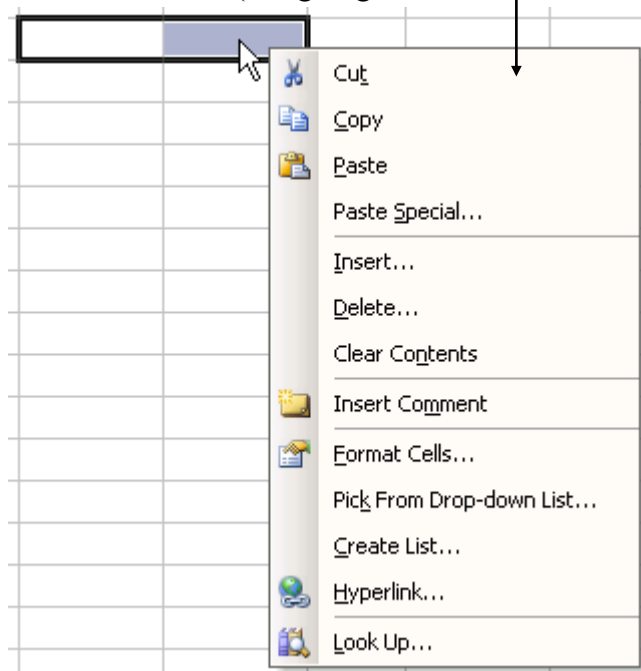 Cut
Copy
Paste
Paste Special...
Insert...
Delete...
Clear Contents
Insert Comment
Format Cells...
Pick From Drop-down List...
Create List...
Hyperlink...
Look Up...